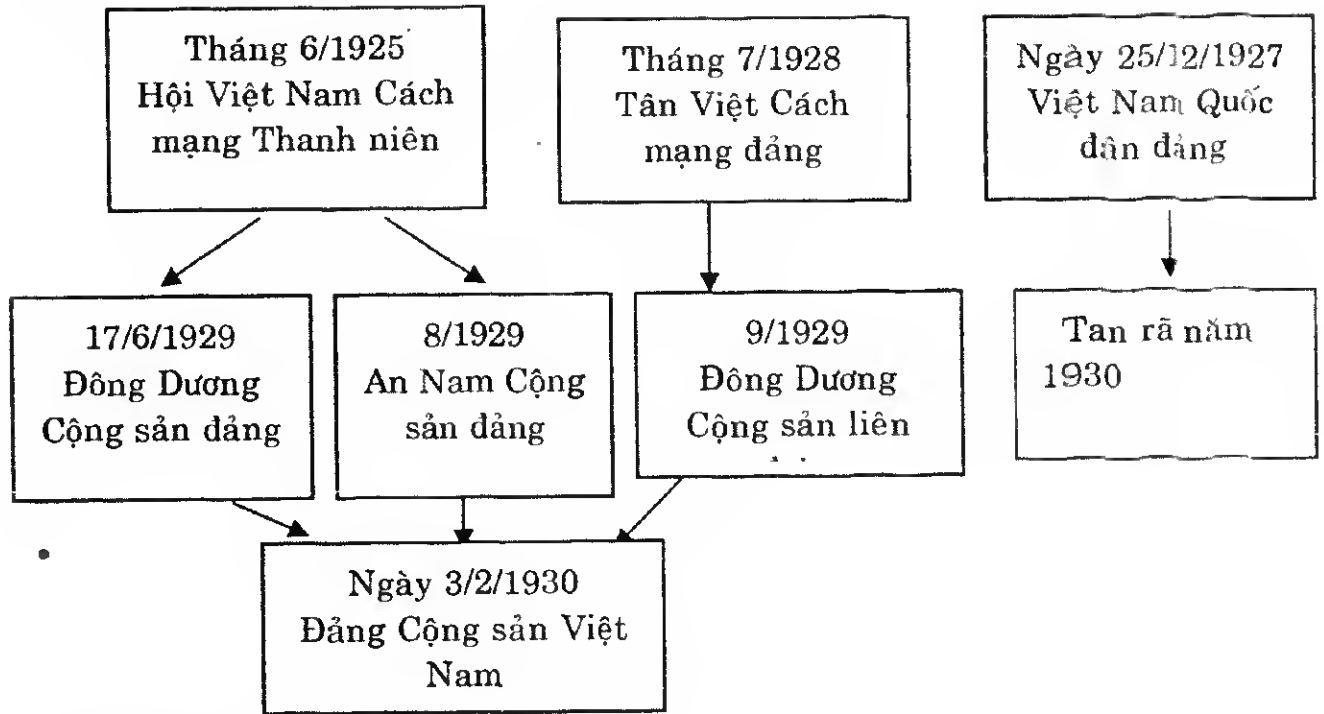 Tháng 6/1925
Hội Việt Nam Cách
mạng Thanh niên
Tháng 7/1928
Tân Việt Cách
mạng đảng
Ngày 25/12/1927
Việt Nam Quốc
dân đảng
17/6/1929
Đông Dương
Cộng sản đảng
8/1929
An Nam Cộng
sản đảng
9/1929
Đông Dương
Cộng sản liên
Tan rã năm
1930
Ngày 3/2/1930
Đảng Cộng sản Việt
Nam